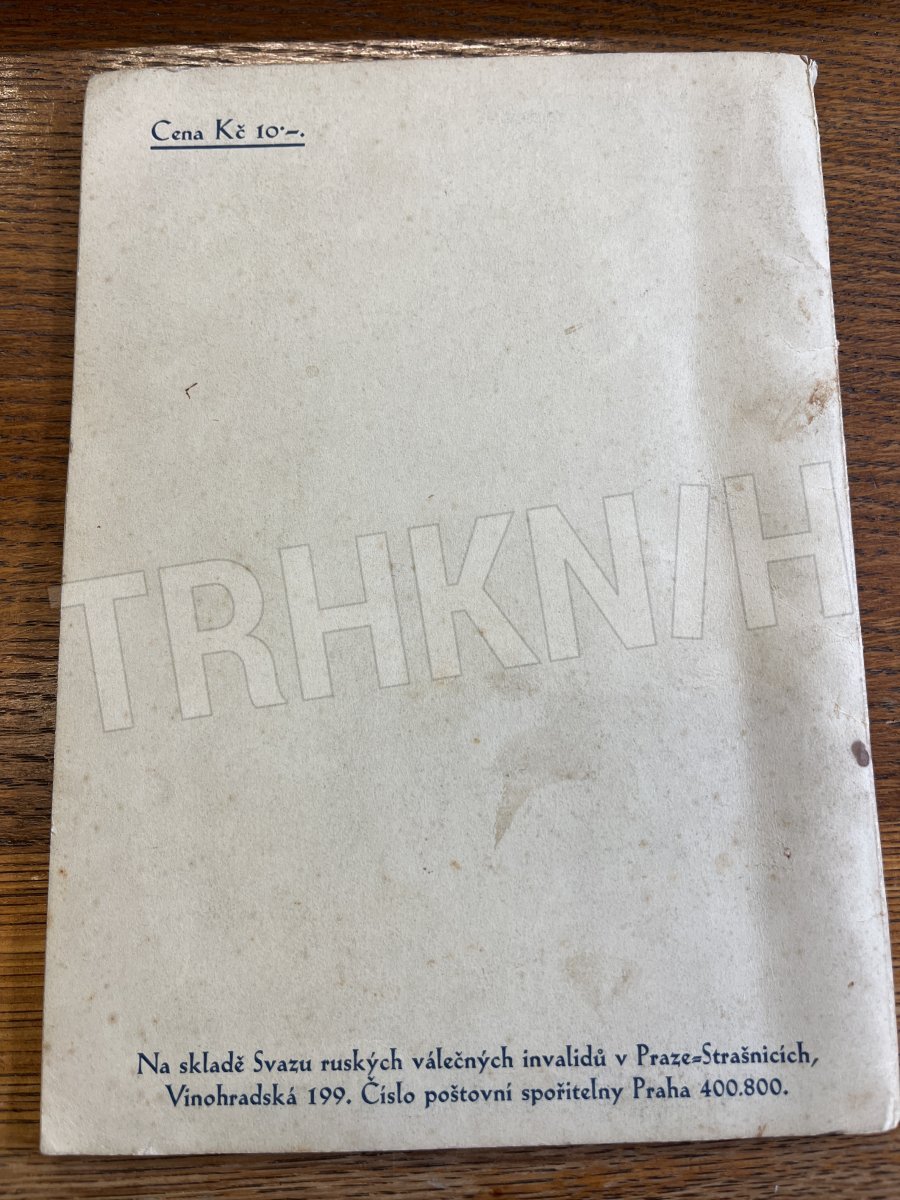 Cena Kč 10·–.
TRHKNIH
Na skladě Svazu ruských válečných invalidů v Praze=Strašnicích,
Vinohradská 199. Číslo poštovní spořitelny Praha 400.800.